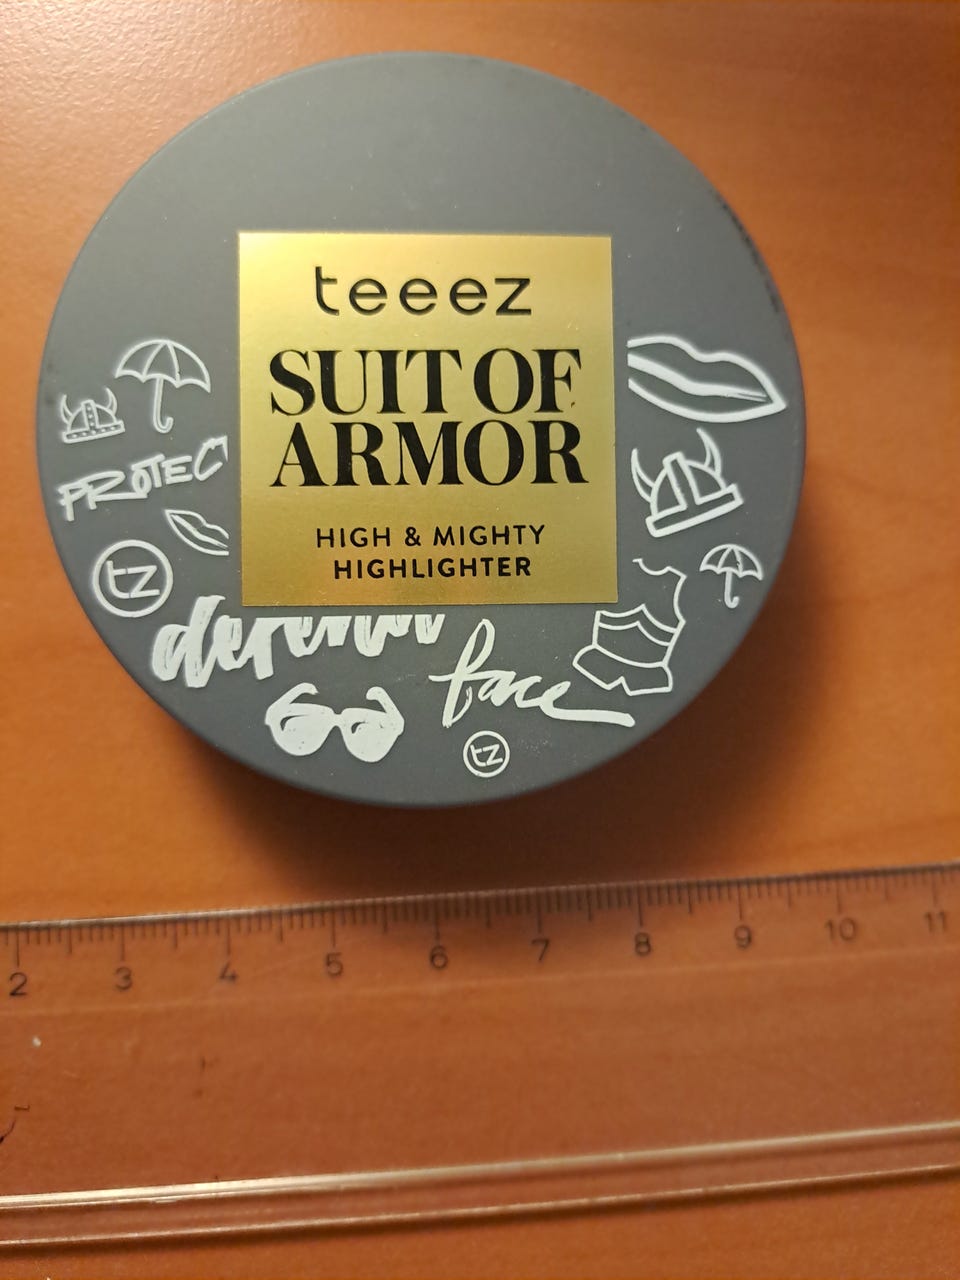 teeez
SUIT OF
ARMOR
HIGH & MIGHTY
HIGHLIGHTER
PROTEC
tz
face
tz
2 3 4 5 6 7 8 9 10 11